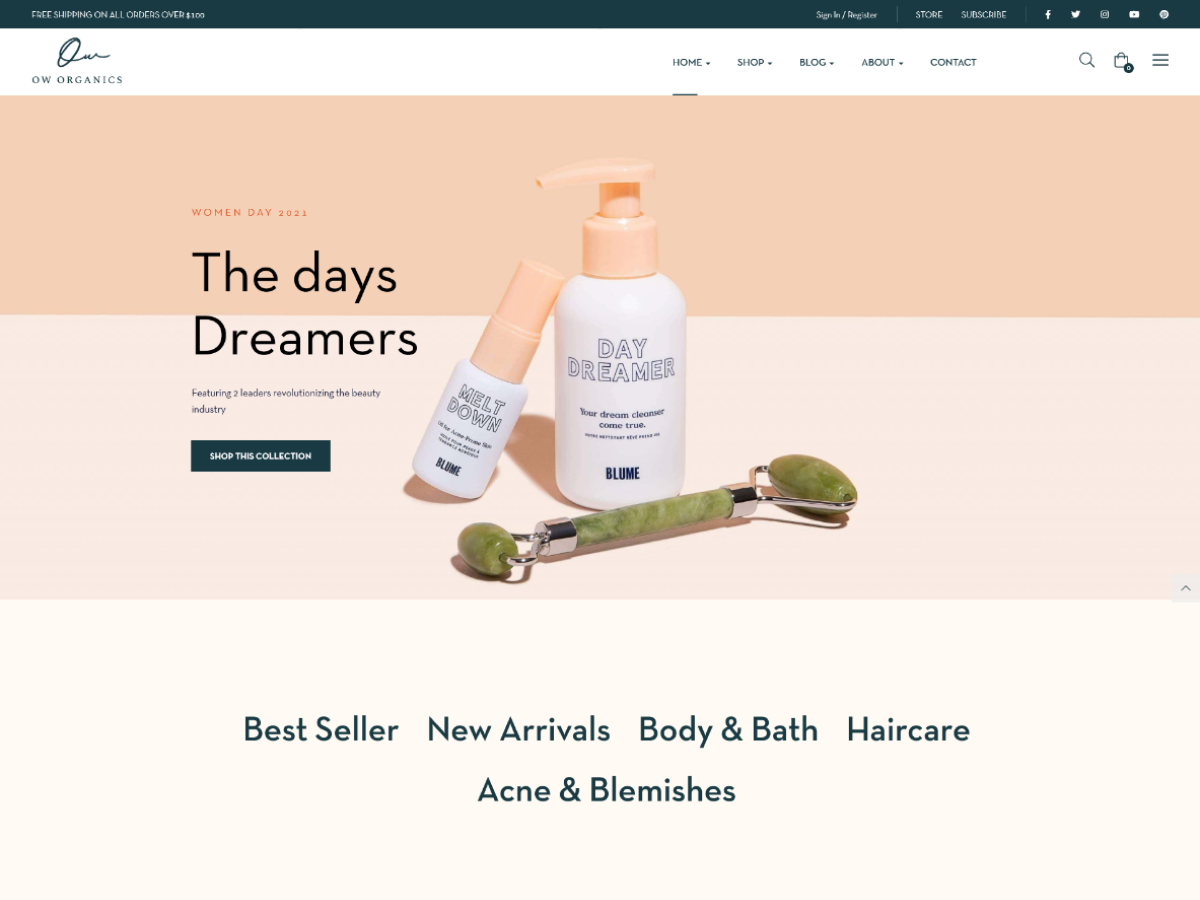 FREE SHIPPING ON ALL ORDERS OVER $100
Sign In / Register
STORE
SUBSCRIBE
Ow
OW ORGANICS
HOME
SHOP
BLOG
ABOUT
CONTACT
0
WOMEN DAY 2021
The days
Dreamers
Featuring 2 leaders revolutionizing the beauty
industry
SHOP THIS COLLECTION
MELT
DOWN
Oil for Acne-Prone Skin
BLUME
DAY
DREAMER
Your dream cleanser
come true.
BLUME
Best Seller
New Arrivals
Body & Bath
Haircare
Acne & Blemishes